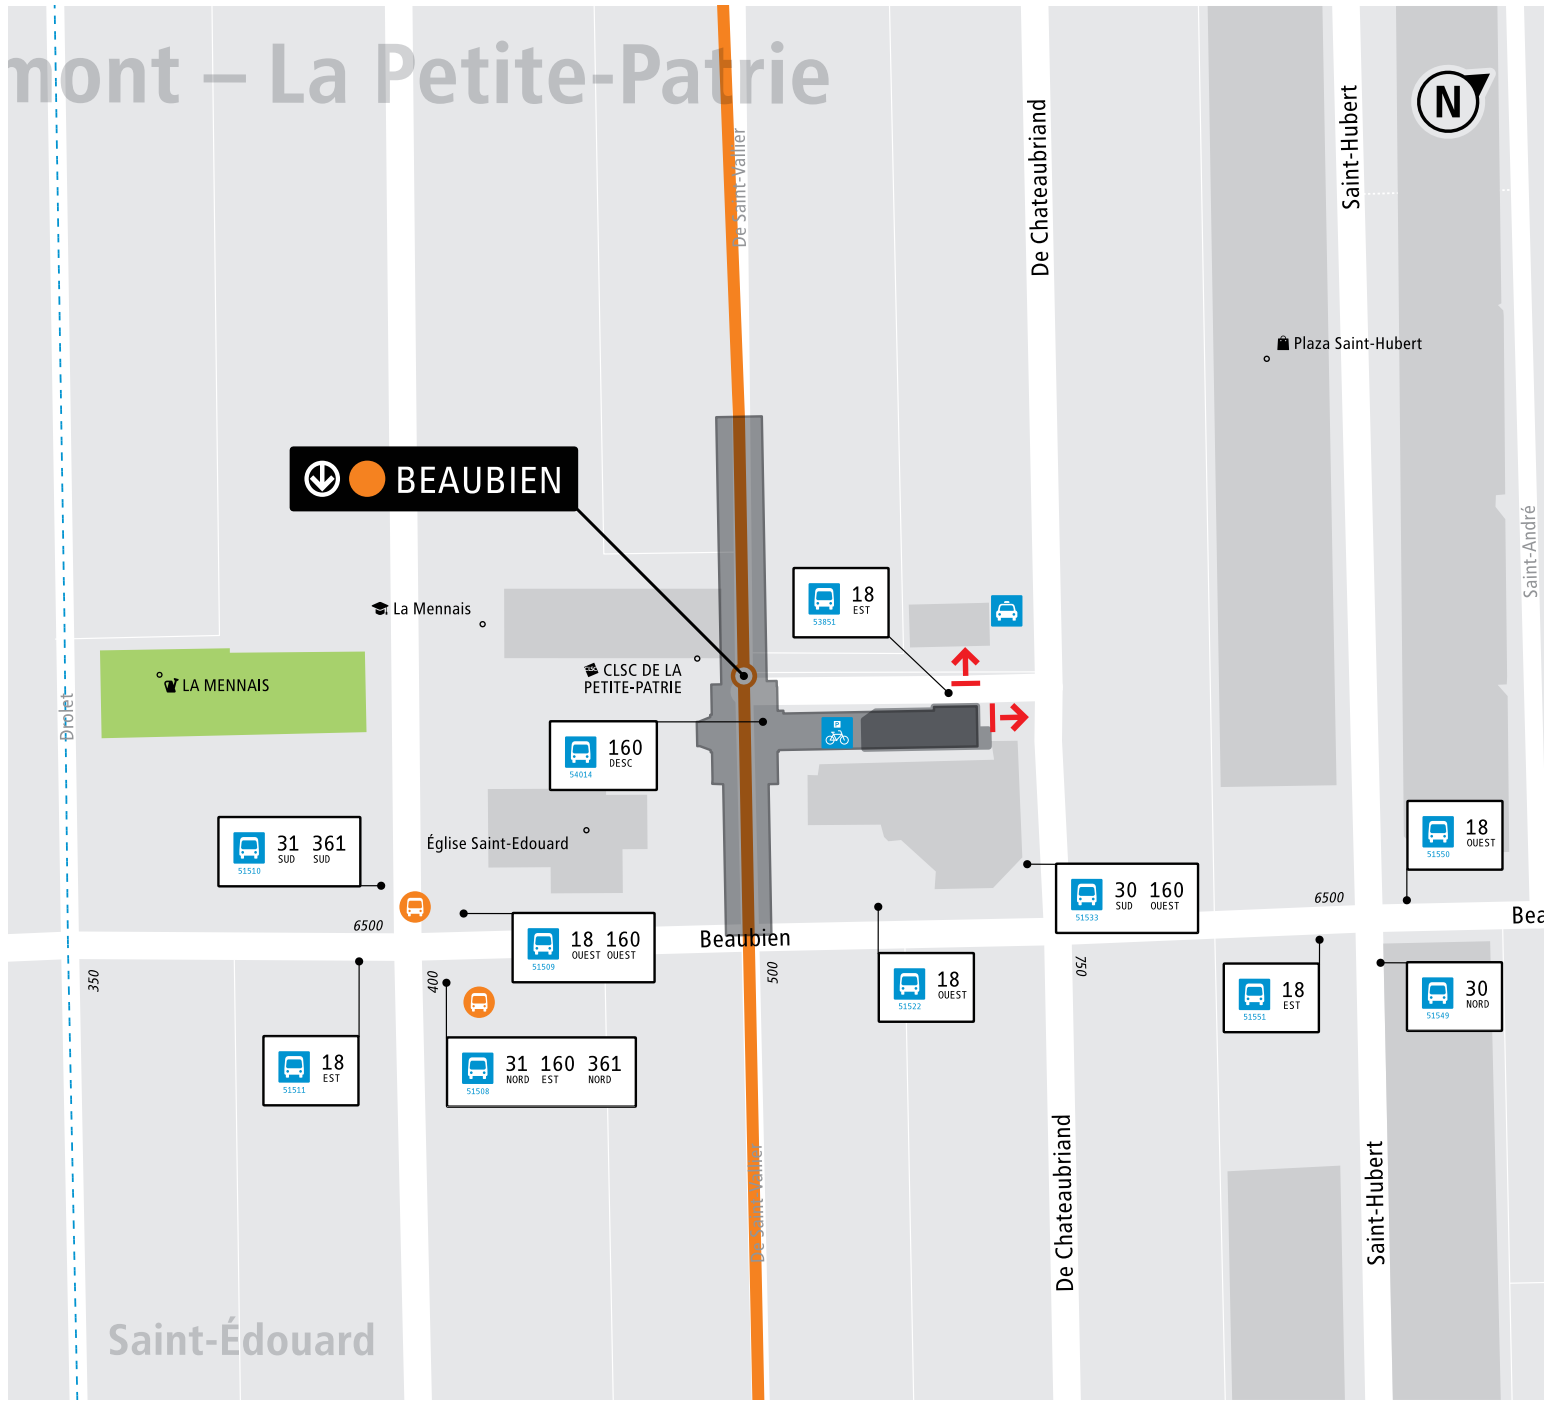 mont – La Petite-Patrie
N
De Saint-Vallier
De Chateaubriand
Saint-Hubert
Plaza Saint-Hubert
BEAUBIEN
Saint-André
18
EST
53851
La Mennais
CLSC DE LA
PETITE-PATRIE
LA MENNAIS
Drolet
P
160
DESC
54014
31 361
SUD SUD
51510
Église Saint-Edouard
18
OUEST
51550
30 160
SUD OUEST
51533
6500
6500
Bea
18 160
OUEST OUEST
51509
Beaubien
350
400
500
750
18
OUEST
51522
18
EST
51551
30
NORD
51549
18
EST
51511
31 160 361
NORD EST NORD
51508
De Saint-Vallier
De Chateaubriand
Saint-Hubert
Saint-Édouard